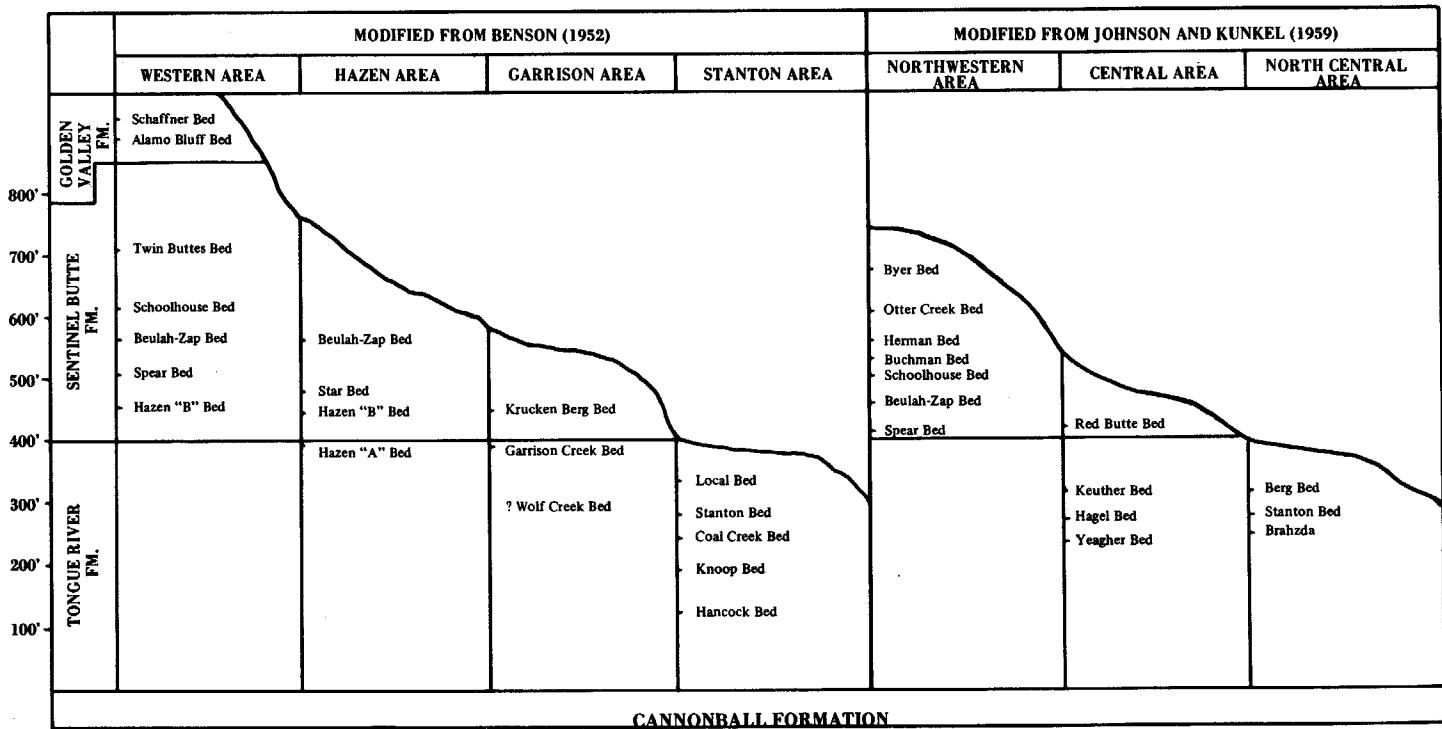 MODIFIED FROM BENSON (1952)
MODIFIED FROM JOHNSON AND KUNKEL (1959)
WESTERN AREA
HAZEN AREA
GARRISON AREA
STANTON AREA
NORTHWESTERN
AREA
CENTRAL AREA
NORTH CENTRAL
AREA
GOLDEN
VALLEY
FM.
SENTINEL BUTTE
FM.
TONGUE RIVER
FM.
800'
700'
600'
500'
400'
300'
200'
100'
Schaffner Bed
Alamo Bluff Bed
Twin Buttes Bed
Schoolhouse Bed
Beulah-Zap Bed
Spear Bed
Hazen "B" Bed
Beulah-Zap Bed
Star Bed
Hazen "B" Bed
Hazen "A" Bed
Krucken Berg Bed
Garrison Creek Bed
? Wolf Creek Bed
Local Bed
Stanton Bed
Coal Creek Bed
Knoop Bed
Hancock Bed
Byer Bed
Otter Creek Bed
Herman Bed
Buchman Bed
Schoolhouse Bed
Beulah-Zap Bed
Spear Bed
Red Butte Bed
Keuther Bed
Hagel Bed
Yeagher Bed
Berg Bed
Stanton Bed
Brahzda
CANNONBALL FORMATION